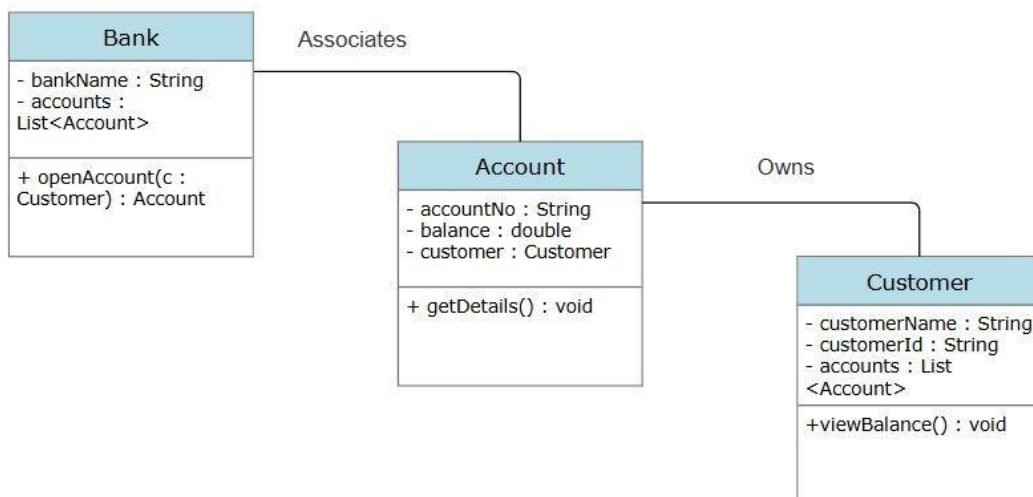 Bank
- bankName : String
- accounts :
List<Account>
+ openAccount(c :
Customer) : Account
Associates
Account
- accountNo : String
- balance : double
- customer : Customer
+ getDetails() : void
Owns
Customer
- customerName : String
- customerId : String
- accounts : List
<Account>
+viewBalance() : void